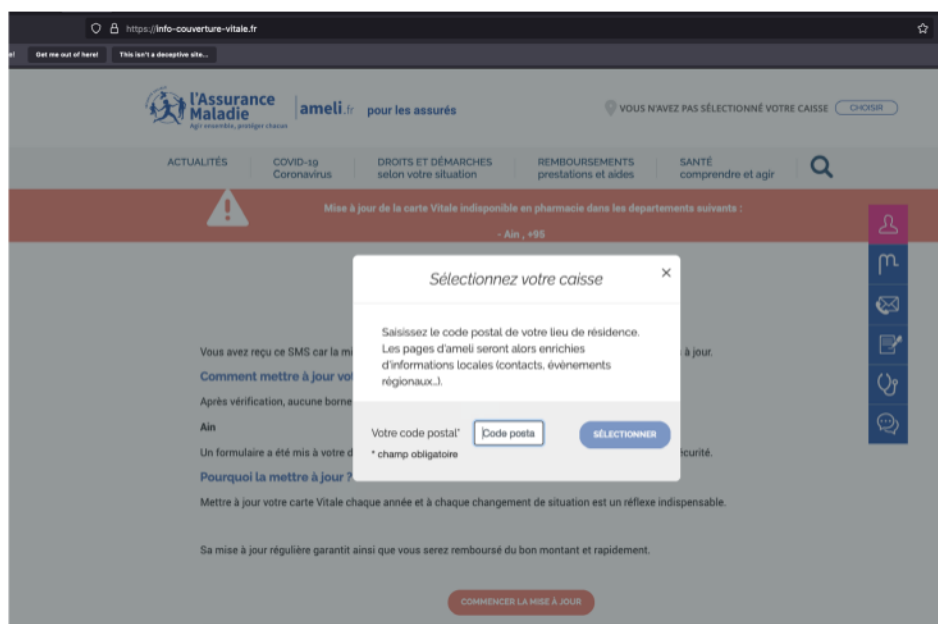 https://info-couverture-vitale.fr
Get me out of here! This isn't a deceptive site...
l'Assurance
Maladie
Agir ensemble, protéger chacun
ameli.fr pour les assurés
VOUS N'AVEZ PAS SÉLECTIONNÉ VOTRE CAISSE CHOISIR
ACTUALITÉS
COVID-19
Coronavirus
DROITS ET DÉMARCHES
selon votre situation
REMBOURSEMENTS
prestations et aides
SANTÉ
comprendre et agir
Mise à jour de la carte Vitale indisponible en pharmacie dans les departements suivants :
- Ain , +95
Sélectionnez votre caisse ×
Saisissez le code postal de votre lieu de résidence.
Les pages d'ameli seront alors enrichies
d'informations locales (contacts, évènements
régionaux...).
Votre code postal* Code posta SÉLECTIONNER
* champ obligatoire
Vous avez reçu ce SMS car la mi à jour.
Comment mettre à jour vo
Après vérification, aucune borne
Ain
Un formulaire a été mis à votre d écurité.
Pourquoi la mettre à jour ?
Mettre à jour votre carte Vitale chaque année et à chaque changement de situation est un réflexe indispensable.
Sa mise à jour régulière garantit ainsi que vous serez remboursé du bon montant et rapidement.
COMMENCER LA MISE À JOUR